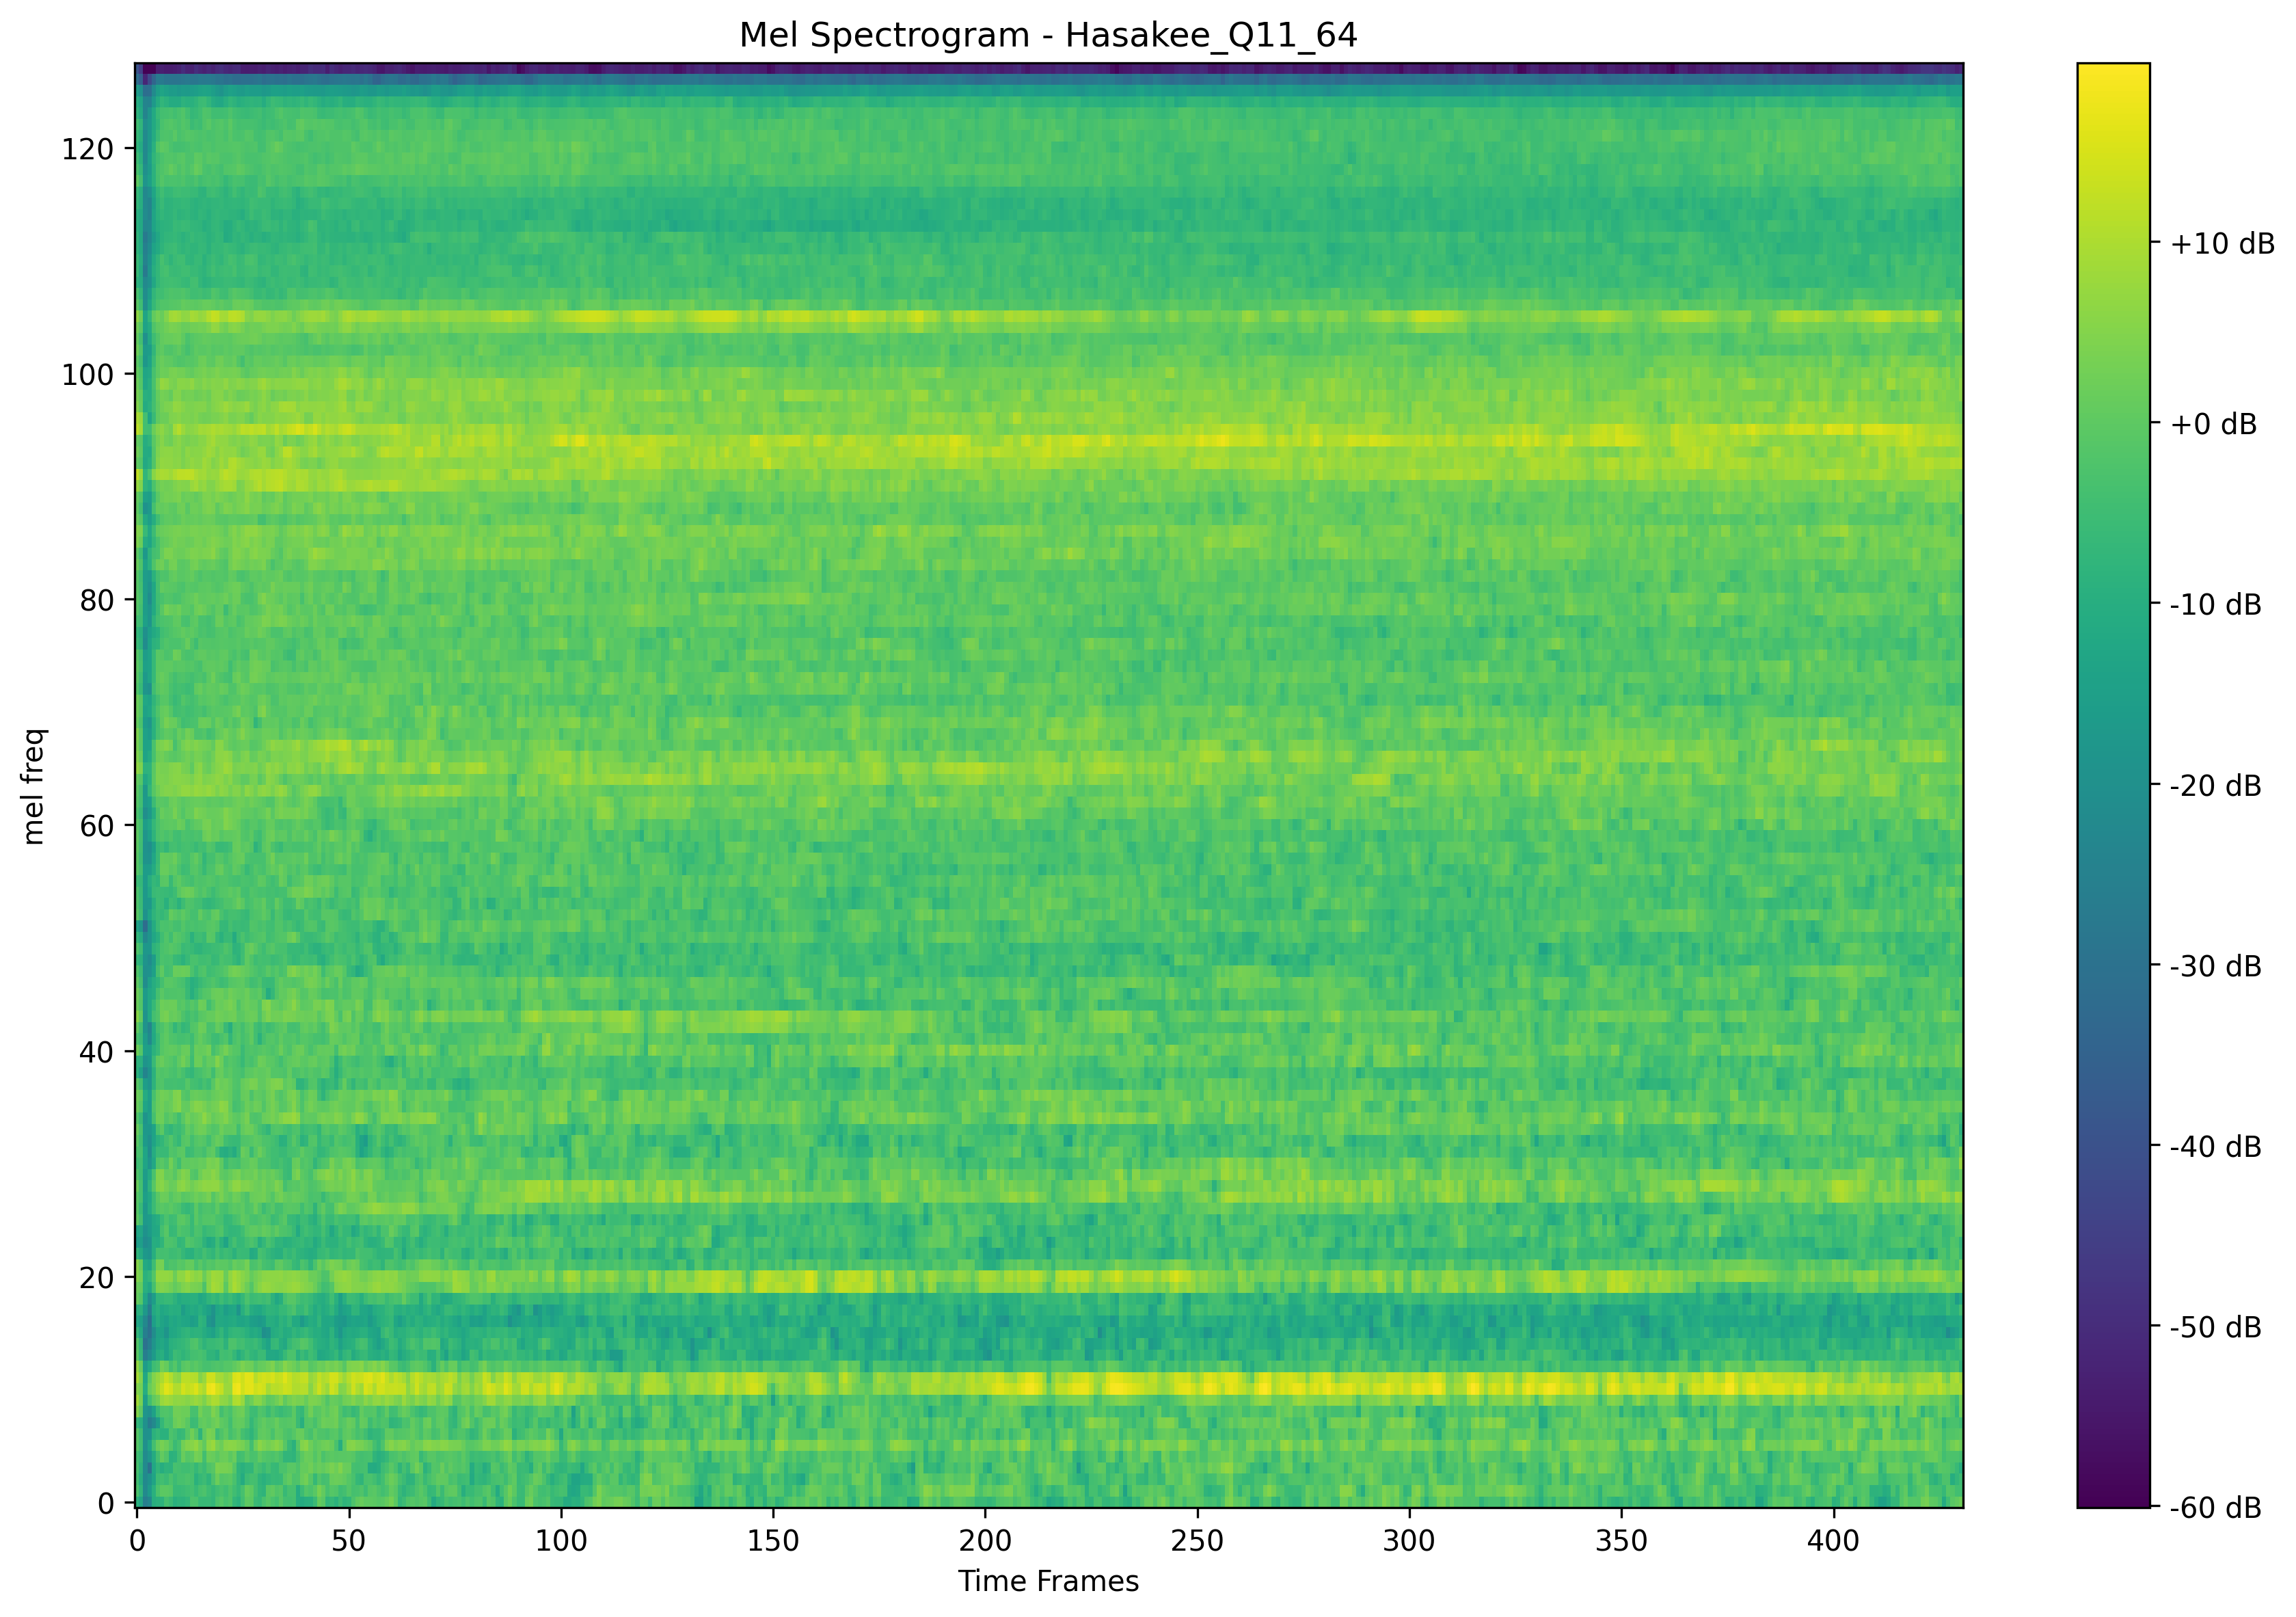 Mel Spectrogram - Hasakee_Q11_64
mel freq
120
100
80
60
40
20
0
0 50 100 150 200 250 300 350 400
Time Frames
+10 dB
+0 dB
-10 dB
-20 dB
-30 dB
-40 dB
-50 dB
-60 dB